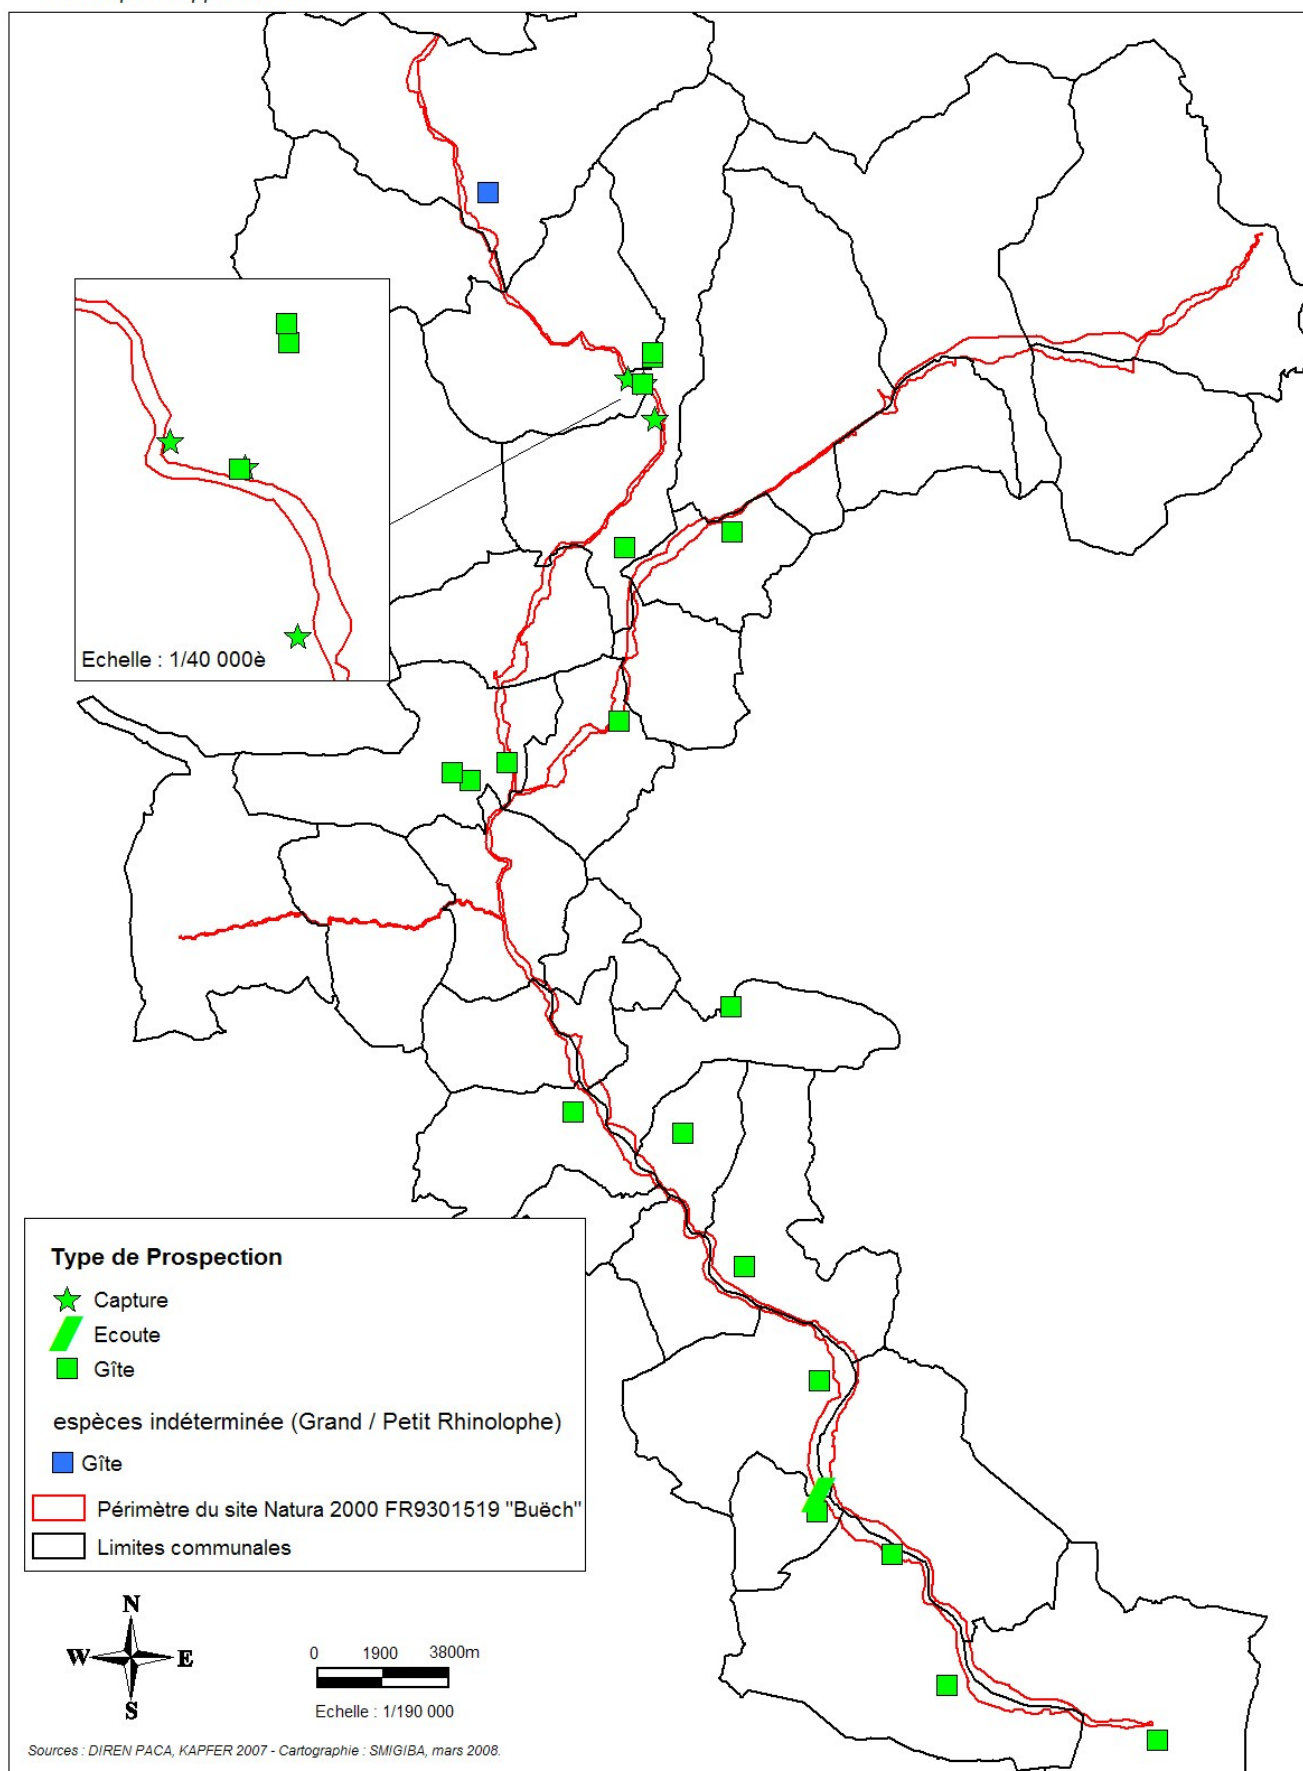 Echelle : 1/40 000è
Type de Prospection
Capture
Ecoute
Gîte
espèces indéterminée (Grand / Petit Rhinolophe)
Gîte
Périmètre du site Natura 2000 FR9301519 "Buëch"
Limites communales
N
W E
S
0 1900 3800m
Echelle : 1/190 000
Sources : DIREN PACA, KAPFER 2007 - Cartographie : SMIGIBA, mars 2008.